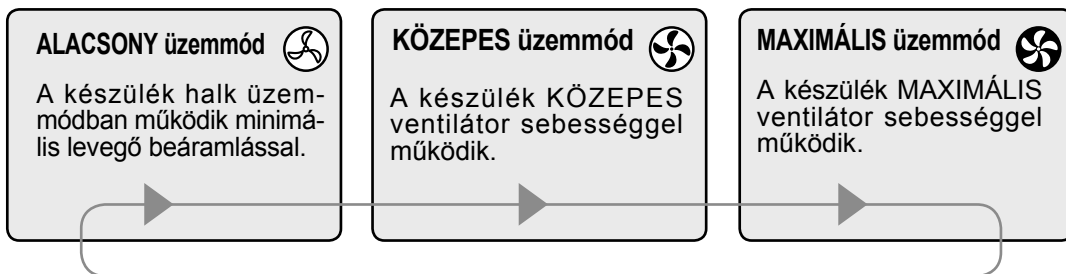 ALACSONY üzemmód
A készülék halk üzem-
módban működik minimá-
lis levegő beáramlással.
KÖZEPES üzemmód
A készülék KÖZEPES
ventilátor sebességgel
működik.
MAXIMÁLIS üzemmód
A készülék MAXIMÁLIS
ventilátor sebességgel
működik.